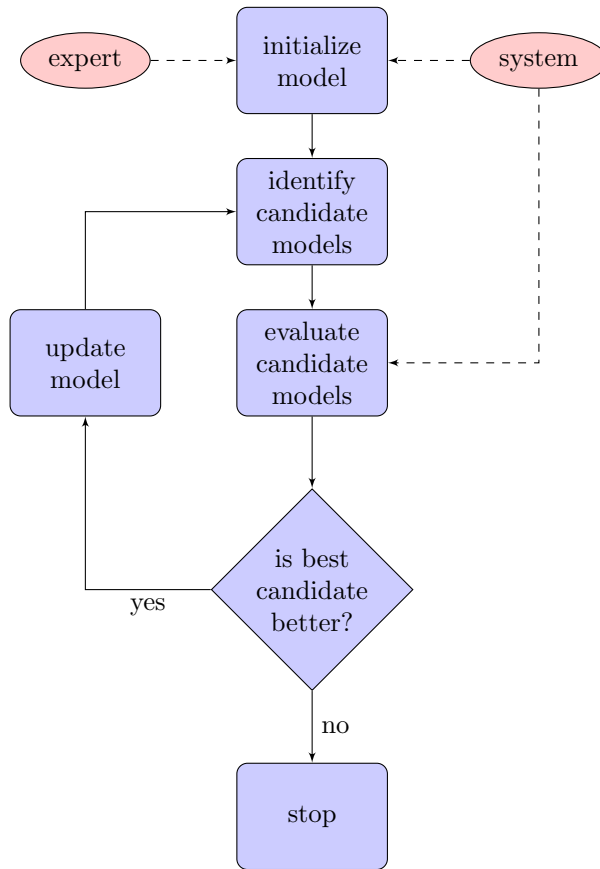 expert
initialize
model
system
identify
candidate
models
update
model
evaluate
candidate
models
is best
candidate
better?
yes
no
stop